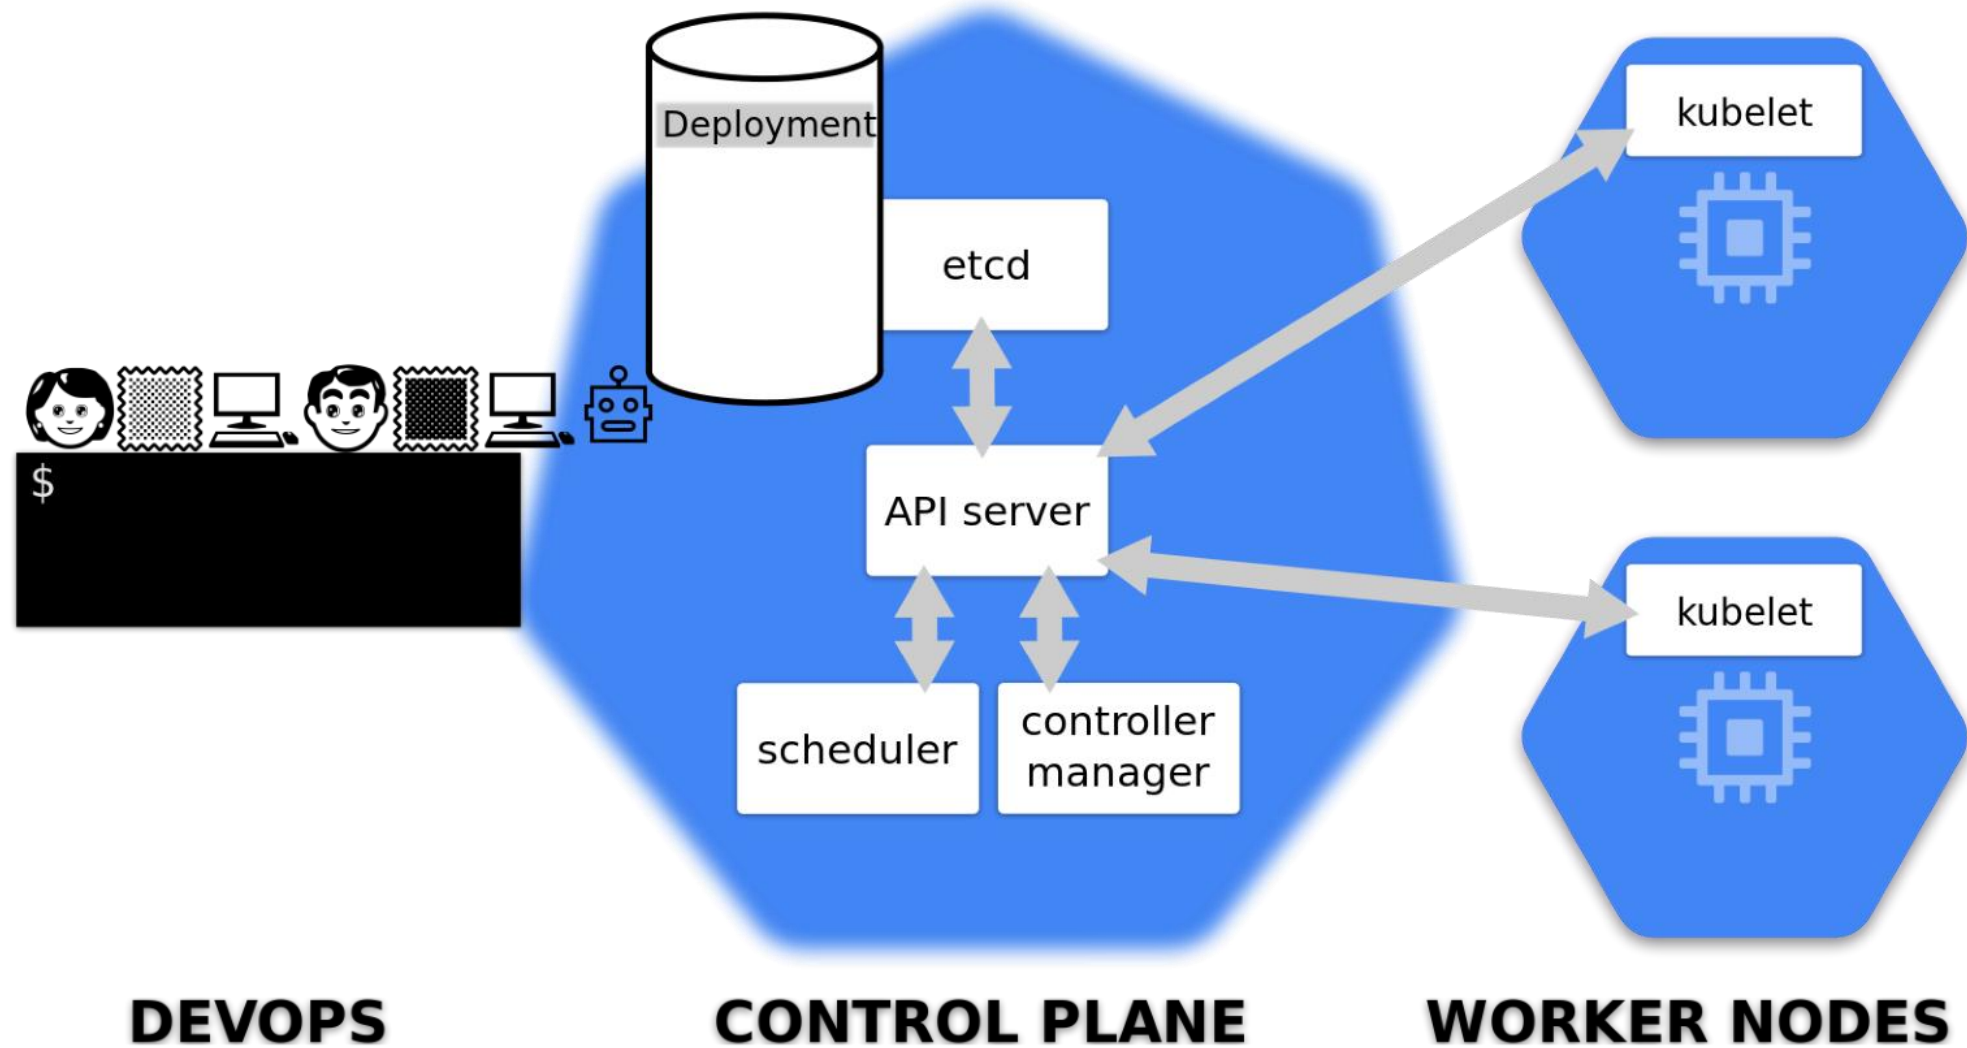 Deployment
etcd
API server
scheduler
controller
manager
kubelet
kubelet
$
DEVOPS
CONTROL PLANE
WORKER NODES